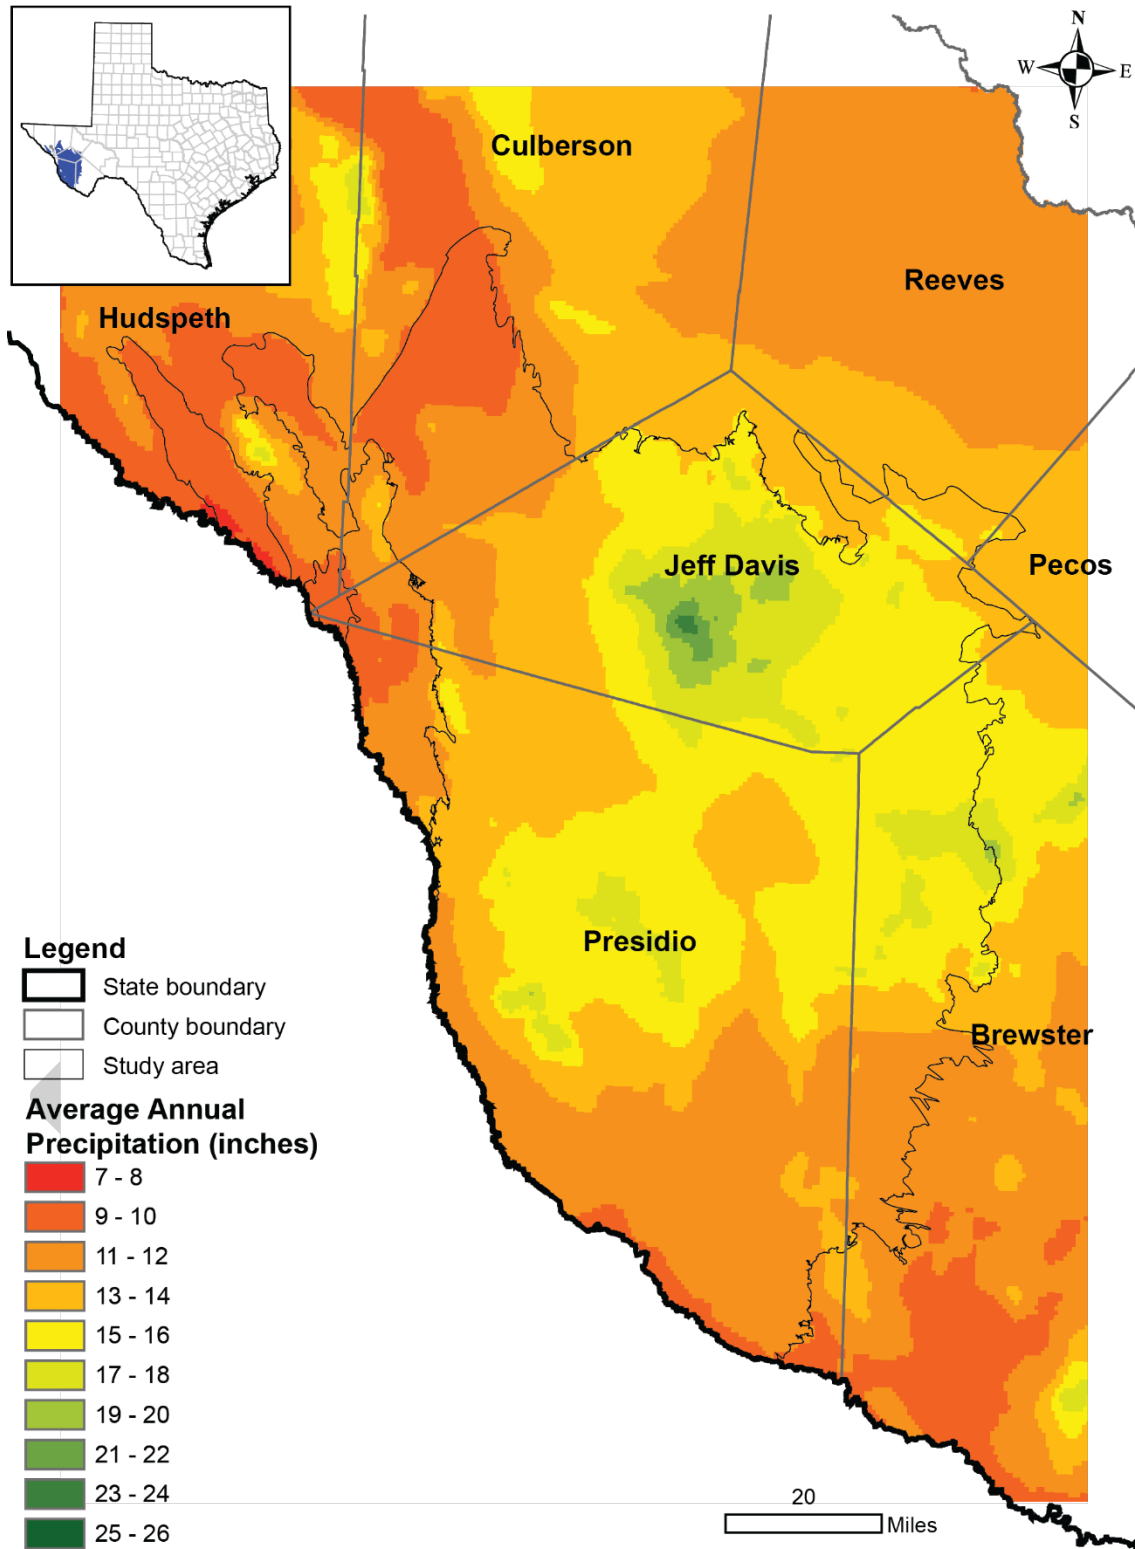 N
W E
S
Culberson
Reeves
Hudspeth
Jeff Davis
Pecos
Presidio
Brewster
Legend
State boundary
County boundary
Study area
Average Annual
Precipitation (inches)
7 - 8
9 - 10
11 - 12
13 - 14
15 - 16
17 - 18
19 - 20
21 - 22
23 - 24
25 - 26
20
Miles